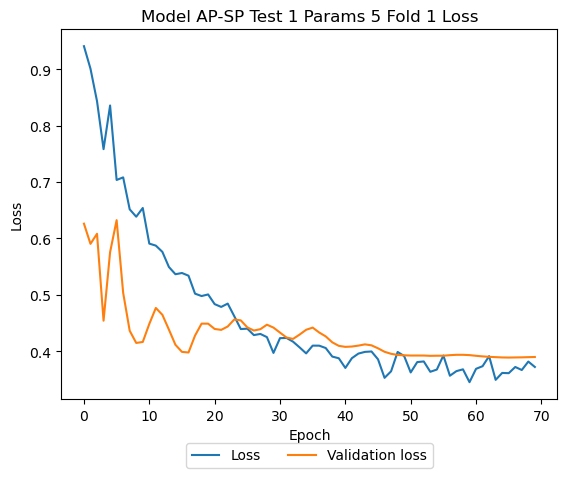 Model AP-SP Test 1 Params 5 Fold 1 Loss
Loss
0.9
0.8
0.7
0.6
0.5
0.4
0 10 20 30 40 50 60 70
Epoch
Loss Validation loss